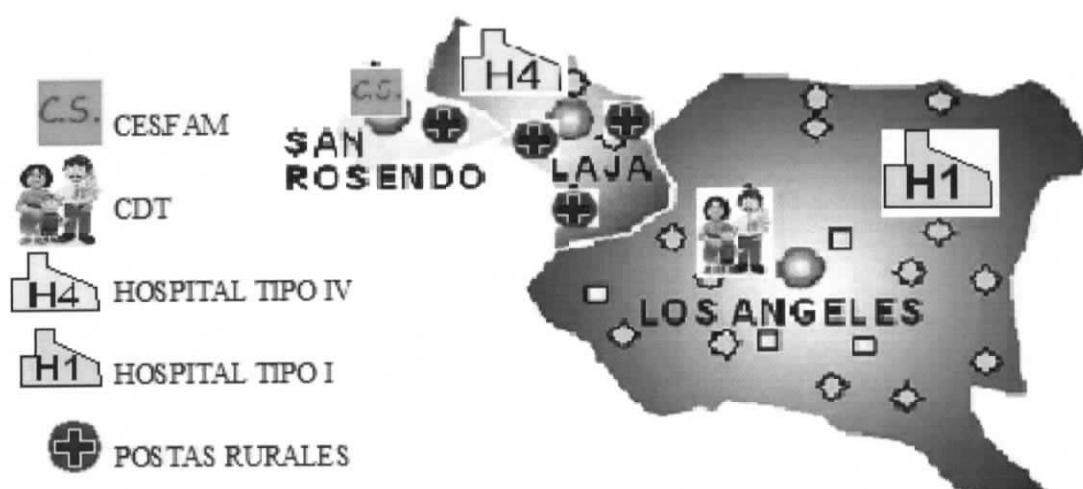 C.S. CESFAM
CDT
H4 HOSPITAL TIPO IV
H1 HOSPITAL TIPO I
POSTAS RURALES
C.S.
SAN
ROSENDO
H4
LAJA
H1
LOS ANGELES